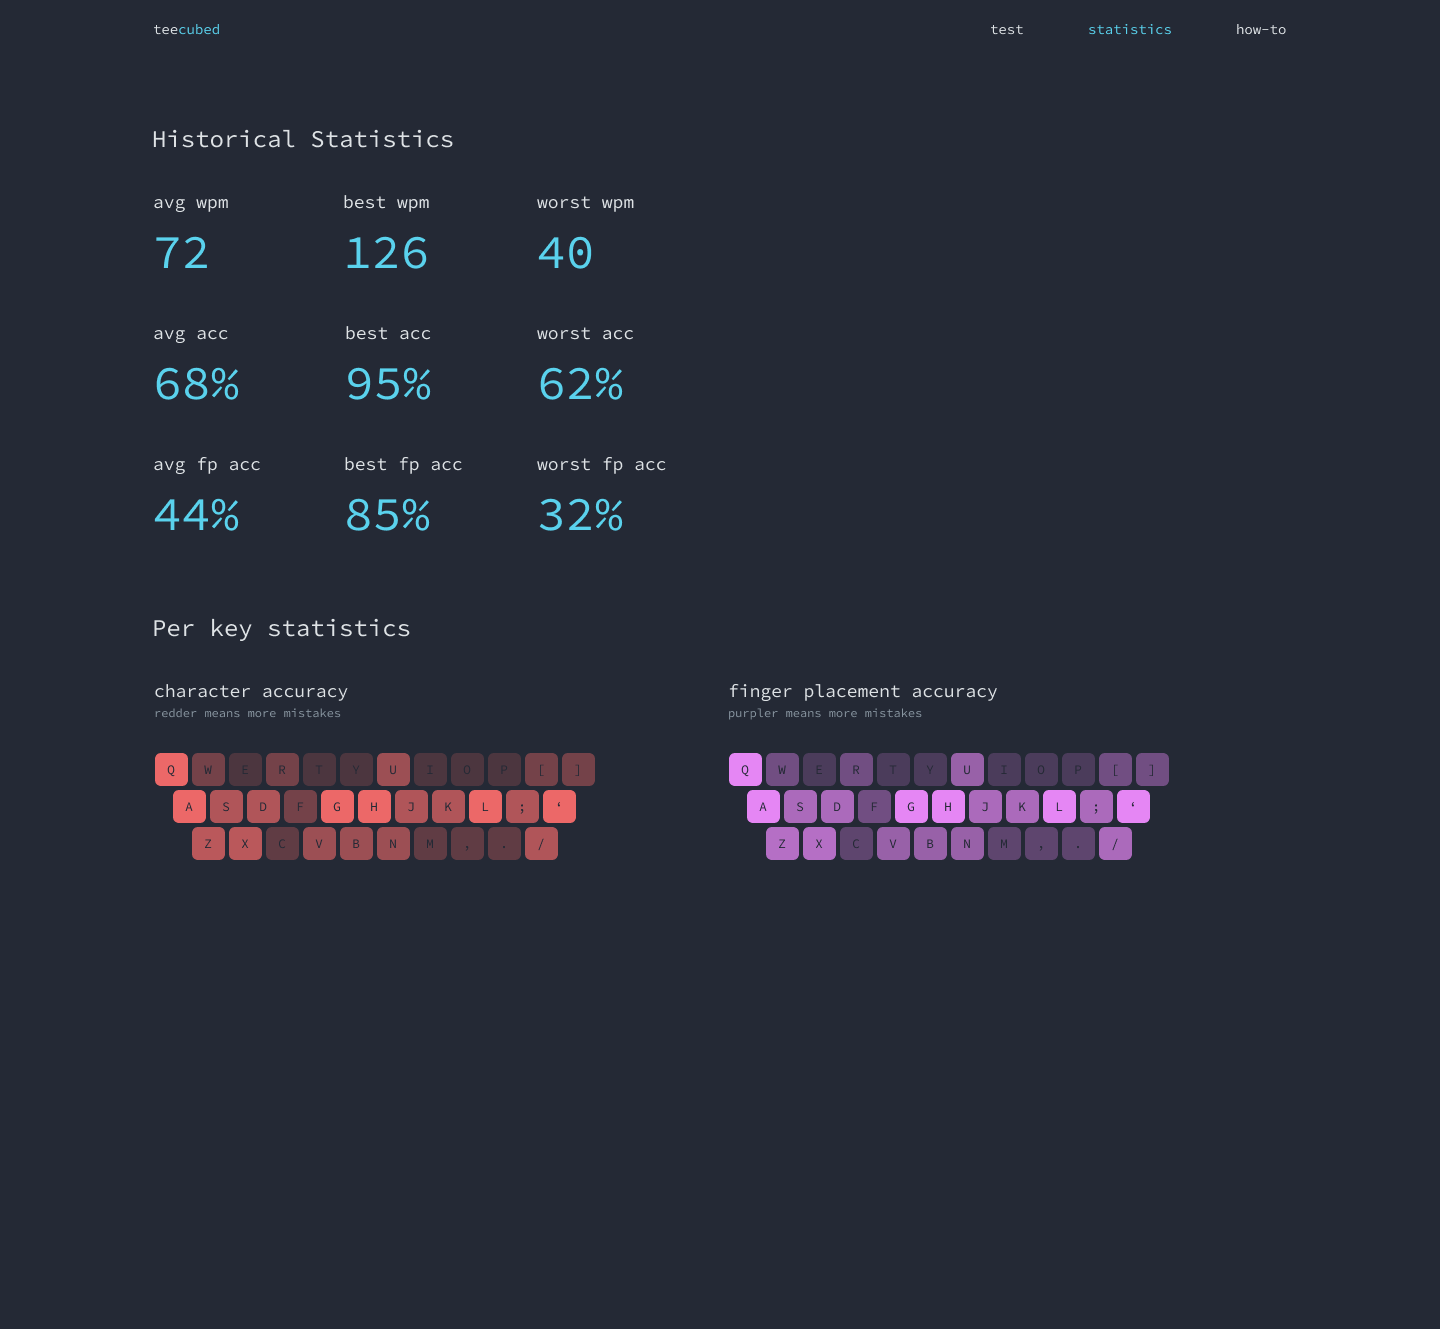 teecubed test statistics how-to
Historical Statistics
avg wpm best wpm worst wpm
72 126 40
avg acc best acc worst acc
68% 95% 62%
avg fp acc best fp acc worst fp acc
44% 85% 32%
Per key statistics
character accuracy
redder means more mistakes
Q W E R T Y U I O P [ ]
A S D F G H J K L ; ‘
Z X C V B N M , . /
finger placement accuracy
purpler means more mistakes
Q W E R T Y U I O P [ ]
A S D F G H J K L ; ‘
Z X C V B N M , . /